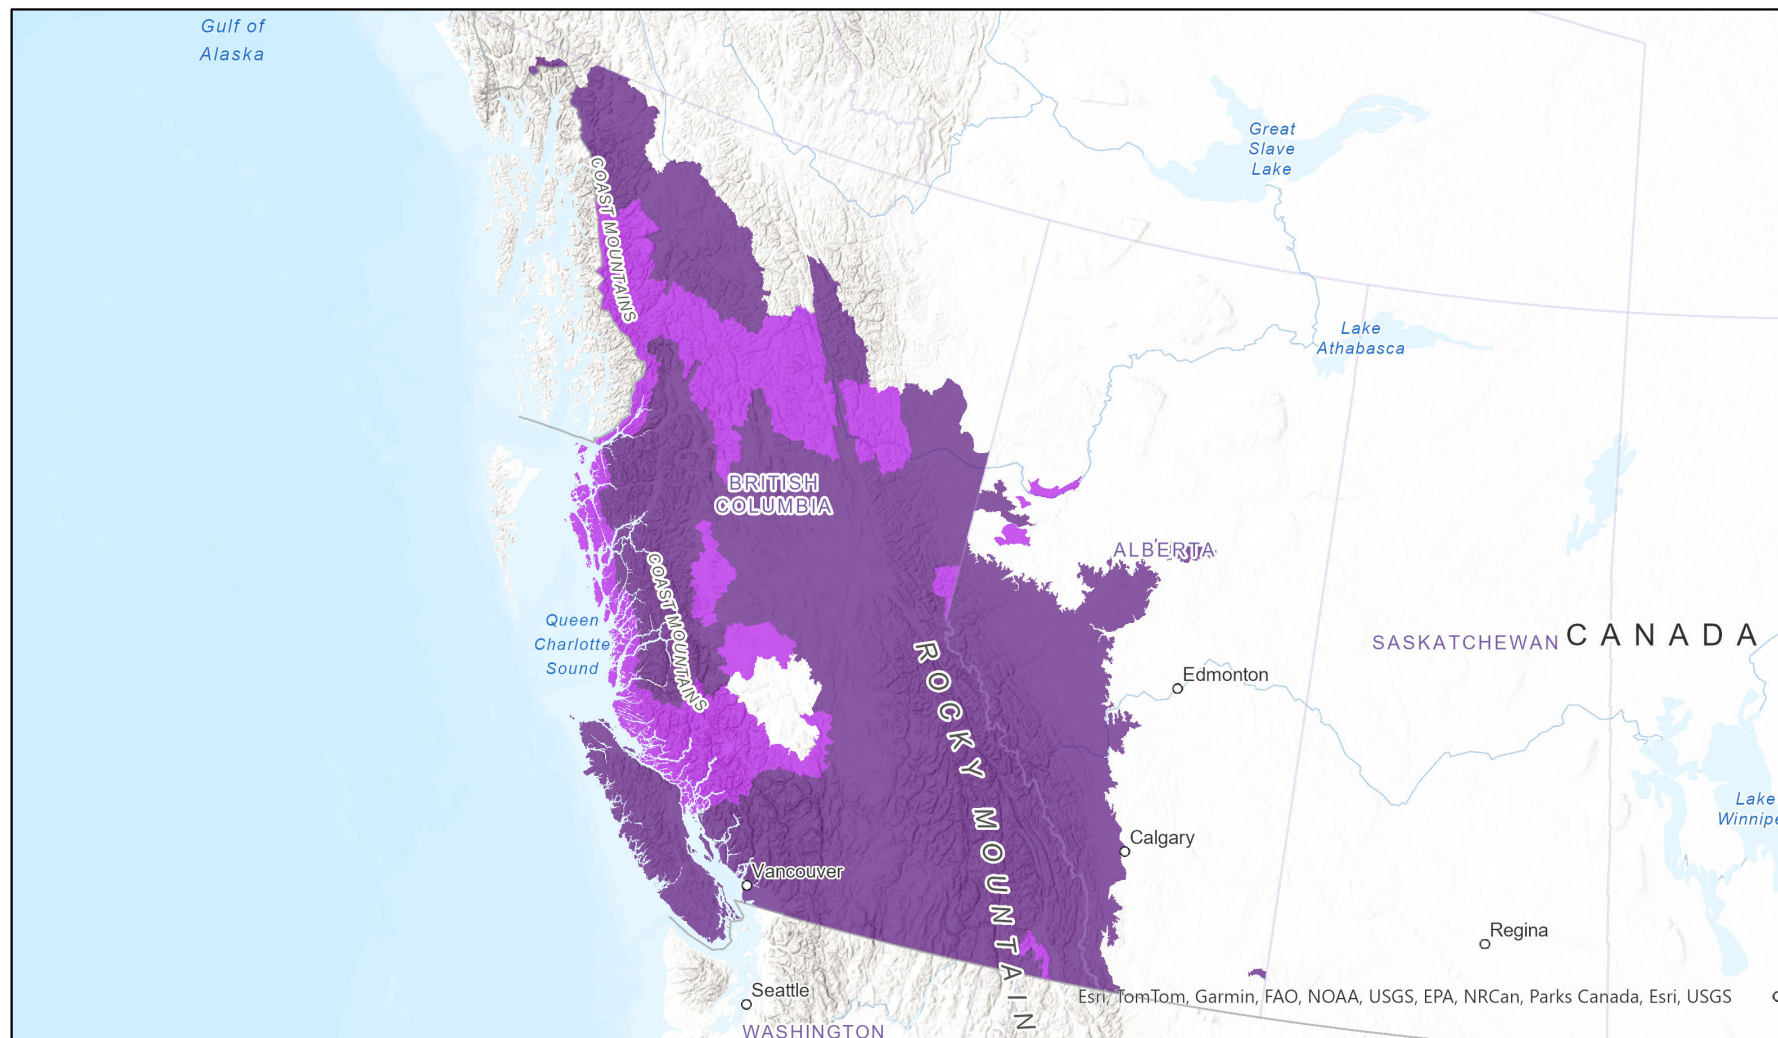 Gulf of
Alaska
Great
Slave
Lake
COAST MOUNTAINS
Lake
Athabasca
BRITISH
COLUMBIA
ALBERTA
COAST MOUNTAINS
Queen
Charlotte
Sound
SASKATCHEWAN
CANADA
Edmonton
ROCKY MOUNTAIN
Lake
Winnipe
Calgary
Vancouver
Regina
Seattle
Esri, TomTom, Garmin, FAO, NOAA, USGS, EPA, NRCan, Parks Canada, Esri, USGS
WASHINGTON